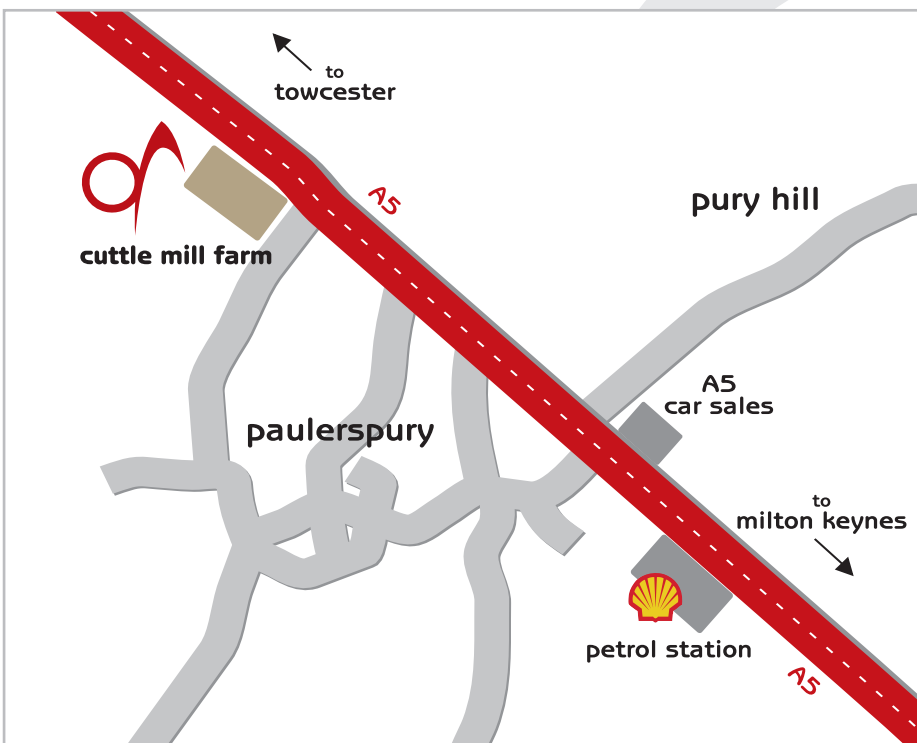 to
towcester
A5
pury hill
cuttle mill farm
A5
car sales
paulerspury
to
milton keynes
petrol station
A5